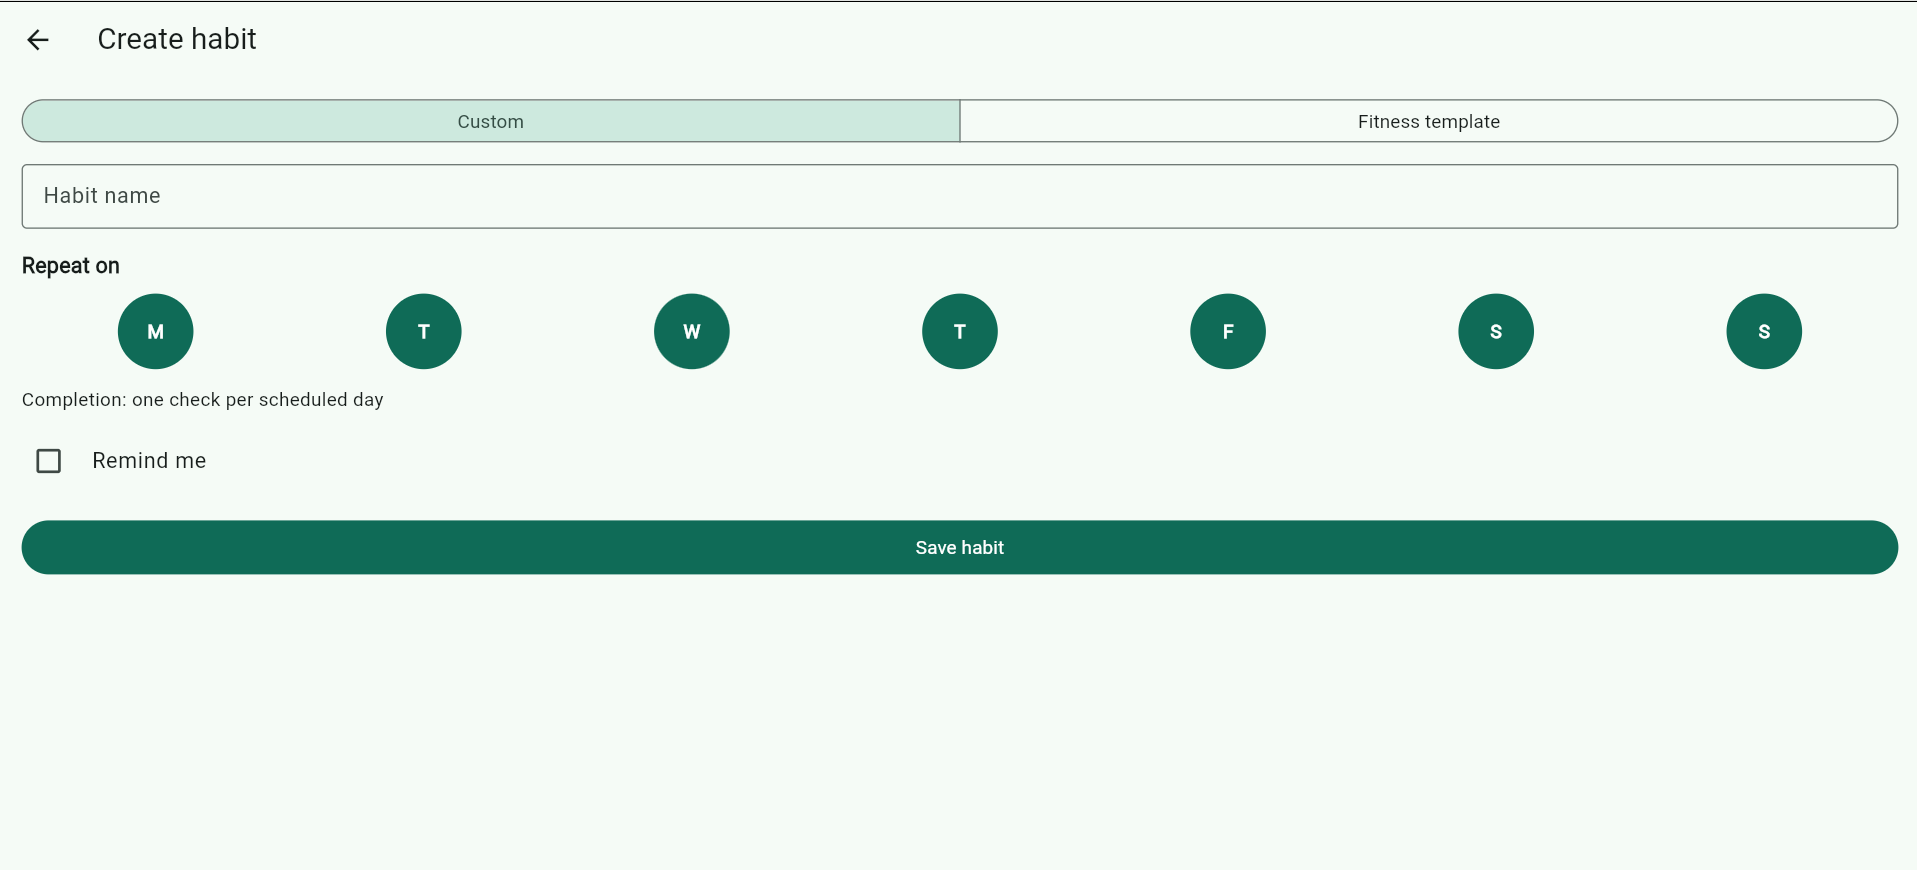 Create habit
Custom Fitness template
Habit name
Repeat on
M T W T F S S
Completion: one check per scheduled day
Remind me
Save habit